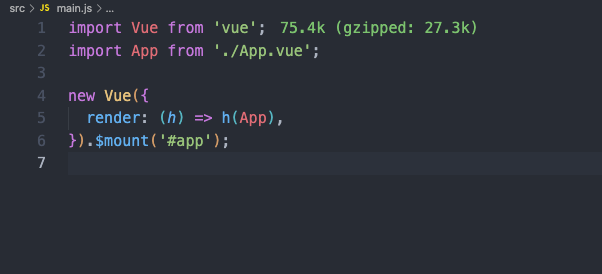 src > JS main.js > ...
1 import Vue from 'vue'; 75.4k (gzipped: 27.3k)
2 import App from './App.vue';
3
4 new Vue({
5   render: (h) => h(App),
6 }).$mount('#app');
7